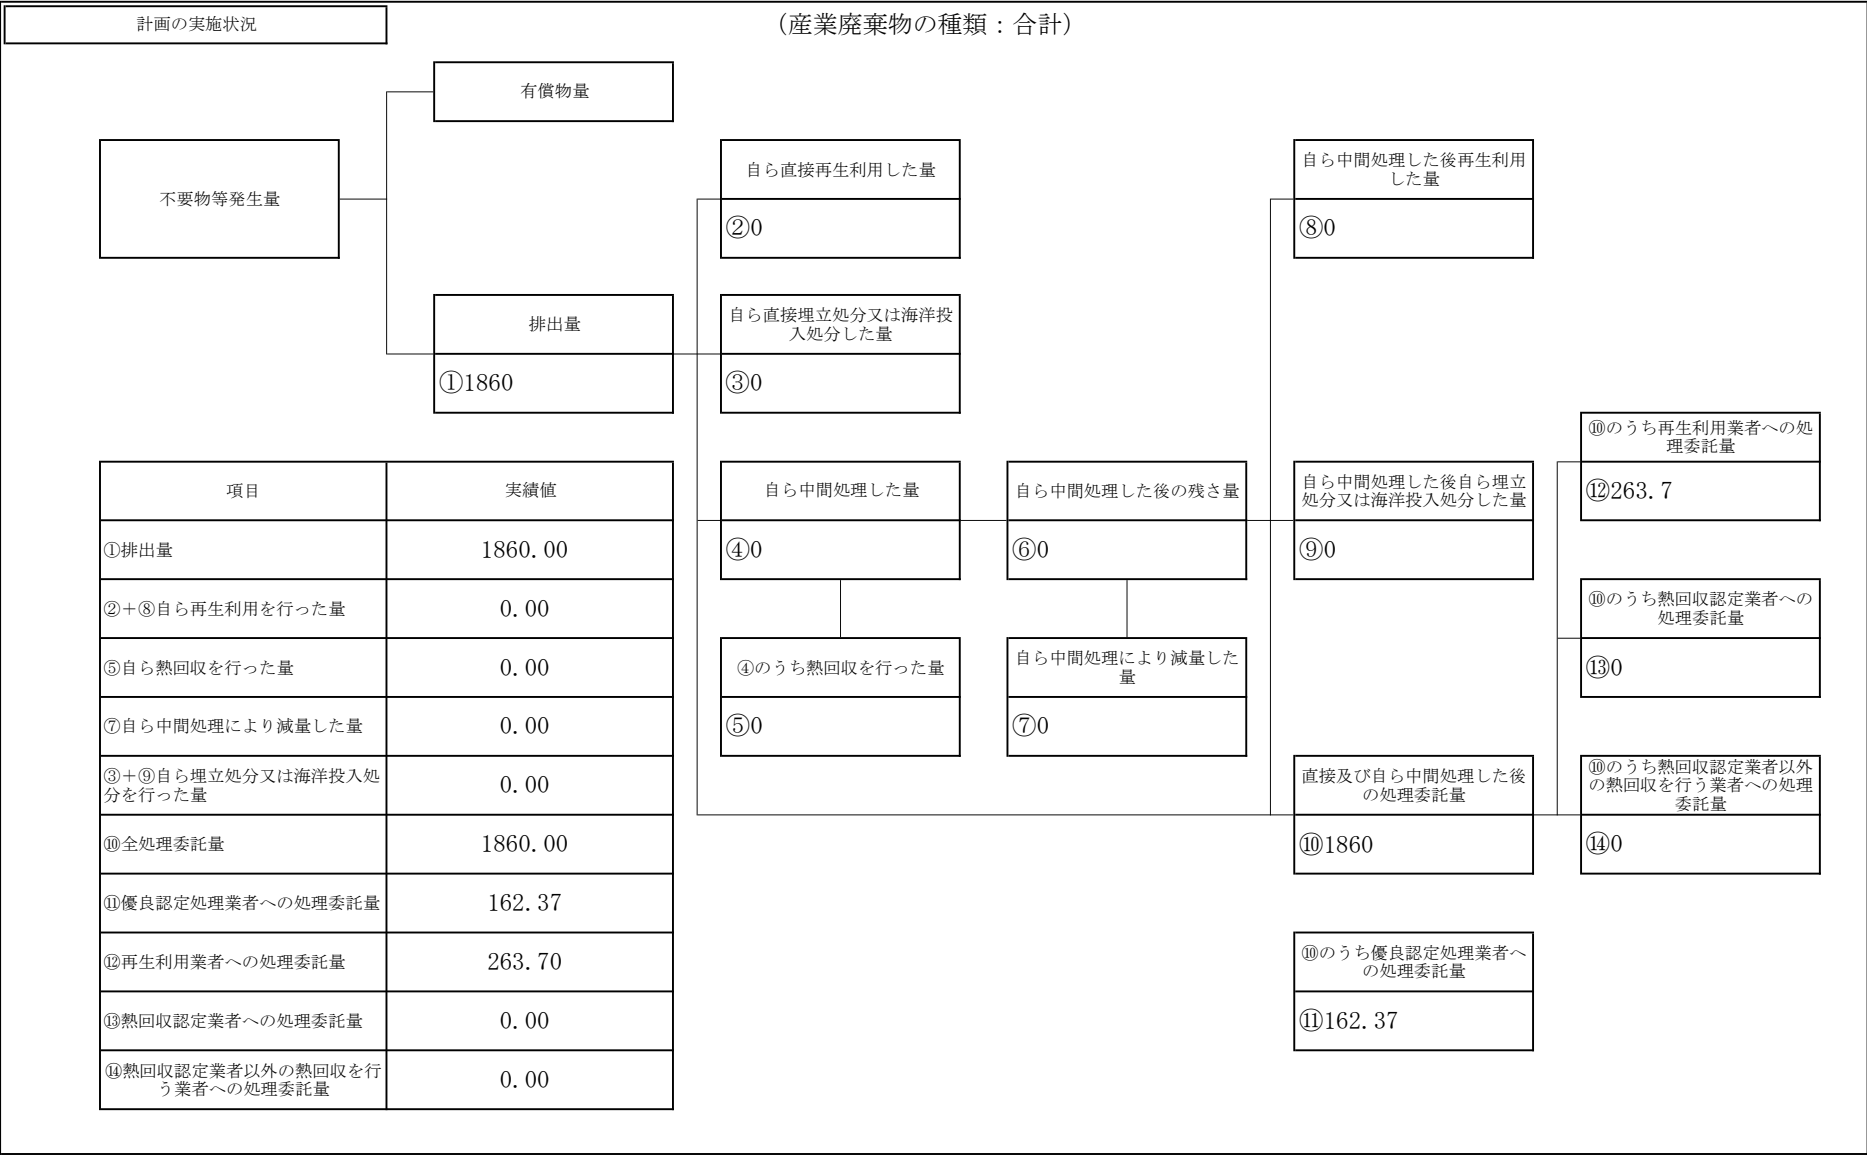 計画の実施状況
（産業廃棄物の種類：合計）
有償物量
不要物等発生量
自ら直接再生利用した量
②0
自ら中間処理した後再生利用
した量
⑧0
排出量
①1860
自ら直接埋立処分又は海洋投
入処分した量
③0
⑩のうち再生利用業者への処
理委託量
⑫263.7
自ら中間処理した量
④0
自ら中間処理した後の残さ量
⑥0
自ら中間処理した後自ら埋立
処分又は海洋投入処分した量
⑨0
⑩のうち熱回収認定業者への
処理委託量
⑬0
④のうち熱回収を行った量
⑤0
自ら中間処理により減量した
量
⑦0
直接及び自ら中間処理した後
の処理委託量
⑩1860
⑩のうち熱回収認定業者以外
の熱回収を行う業者への処理
委託量
⑭0
⑩のうち優良認定処理業者へ
の処理委託量
⑪162.37
項目 実績値
①排出量 1860.00
②＋⑧自ら再生利用を行った量 0.00
⑤自ら熱回収を行った量 0.00
⑦自ら中間処理により減量した量 0.00
③＋⑨自ら埋立処分又は海洋投入処
分を行った量 0.00
⑩全処理委託量 1860.00
⑪優良認定処理業者への処理委託量 162.37
⑫再生利用業者への処理委託量 263.70
⑬熱回収認定業者への処理委託量 0.00
⑭熱回収認定業者以外の熱回収を行
う業者への処理委託量 0.00